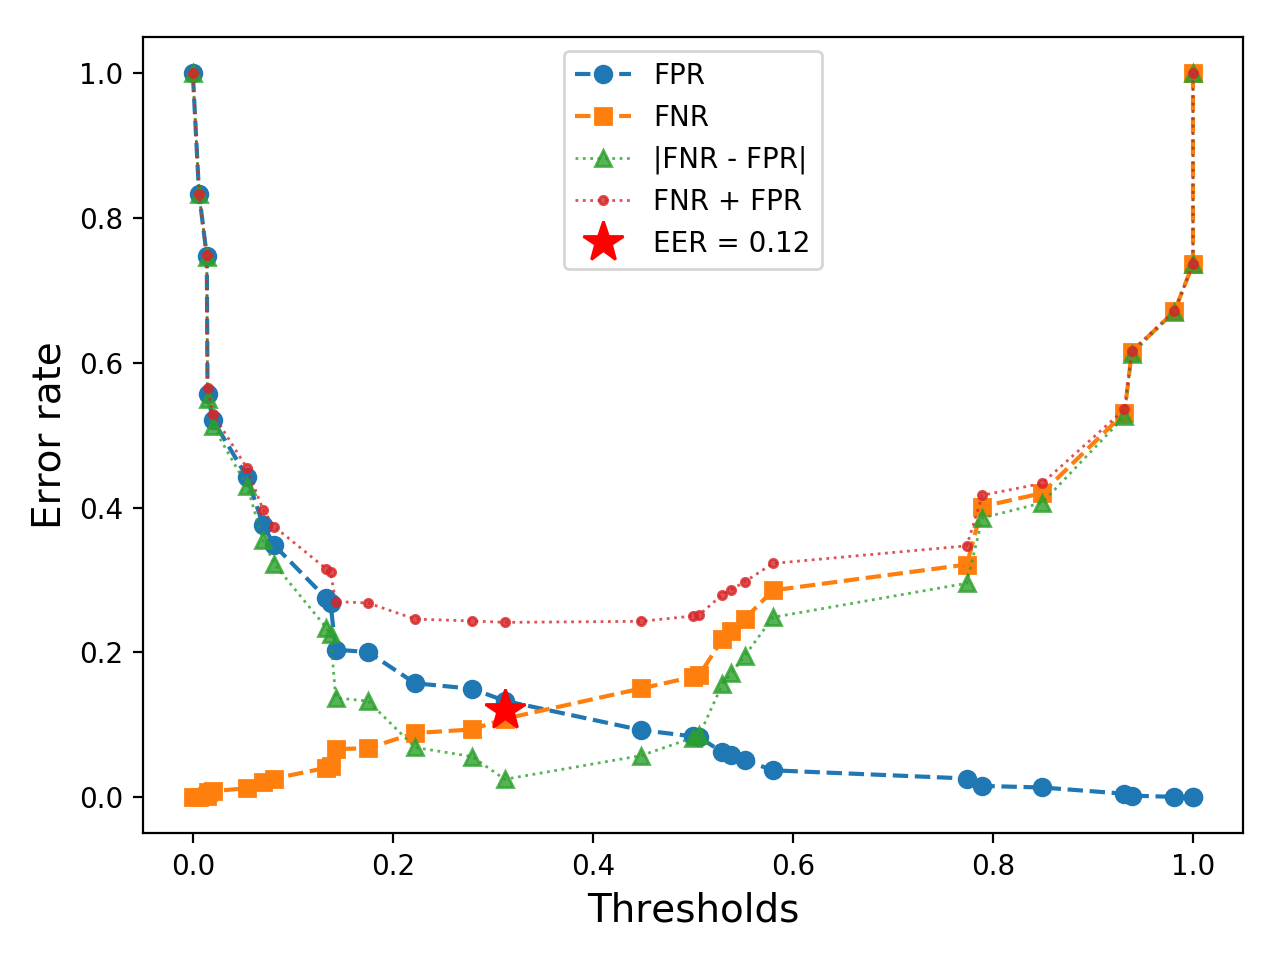 FPR
FNR
|FNR - FPR|
FNR + FPR
EER = 0.12
Error rate
1.0
0.8
0.6
0.4
0.2
0.0
0.0 0.2 0.4 0.6 0.8 1.0
Thresholds